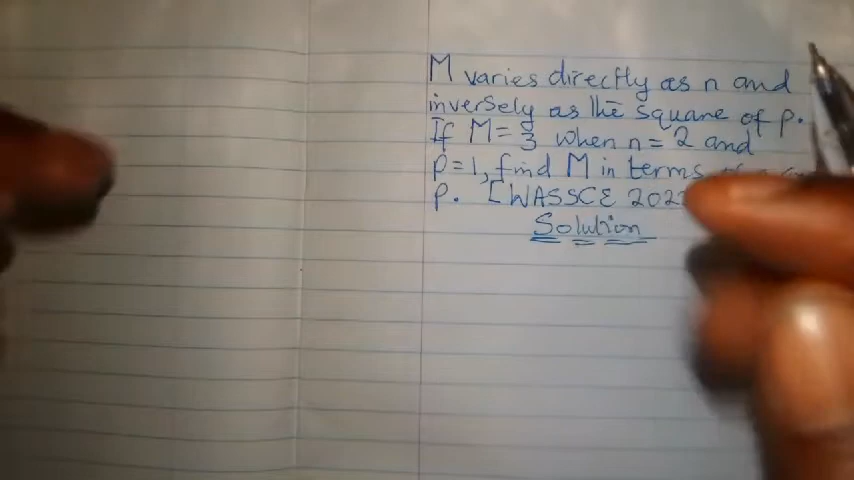 M varies directly as n and
inversely as the square of p.
If M = 3 when n = 2 and
p = 1, find M in terms
p. [WASSCE 202
Solution